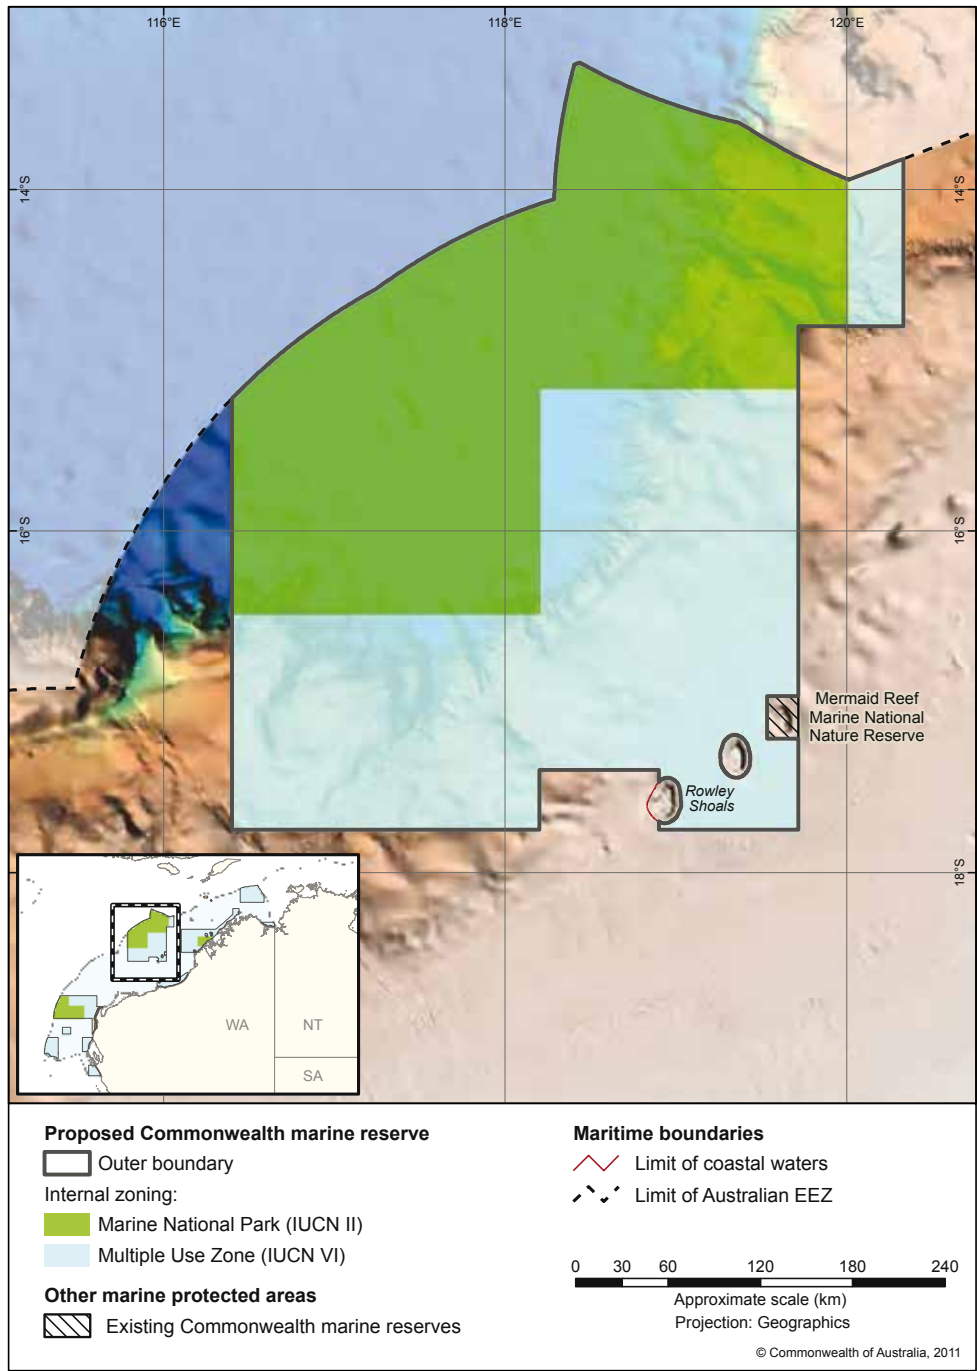 116°E
118°E
120°E
14°S
14°S
16°S
16°S
Mermaid Reef
Marine National
Nature Reserve
Rowley
Shoals
18°S
18°S
WA
NT
SA
Proposed Commonwealth marine reserve
Outer boundary
Internal zoning:
Marine National Park (IUCN II)
Multiple Use Zone (IUCN VI)
Other marine protected areas
Existing Commonwealth marine reserves
Maritime boundaries
Limit of coastal waters
Limit of Australian EEZ
0 30 60 120 180 240
Approximate scale (km)
Projection: Geographics
© Commonwealth of Australia, 2011